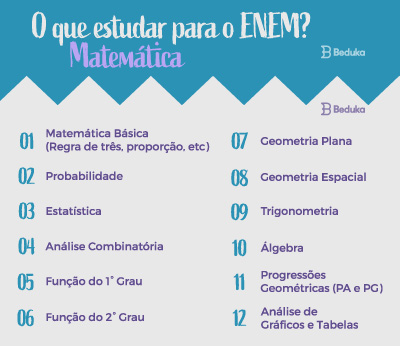 O que estudar para o ENEM?
Matemática
Beduka
Beduka
01 Matemática Básica
(Regra de três, proporção, etc)
02 Probabilidade
03 Estatística
04 Análise Combinatória
05 Função do 1° Grau
06 Função do 2° Grau
07 Geometria Plana
08 Geometria Espacial
09 Trigonometria
10 Álgebra
11 Progressões
Geométricas (PA e PG)
12 Análise de
Gráficos e Tabelas